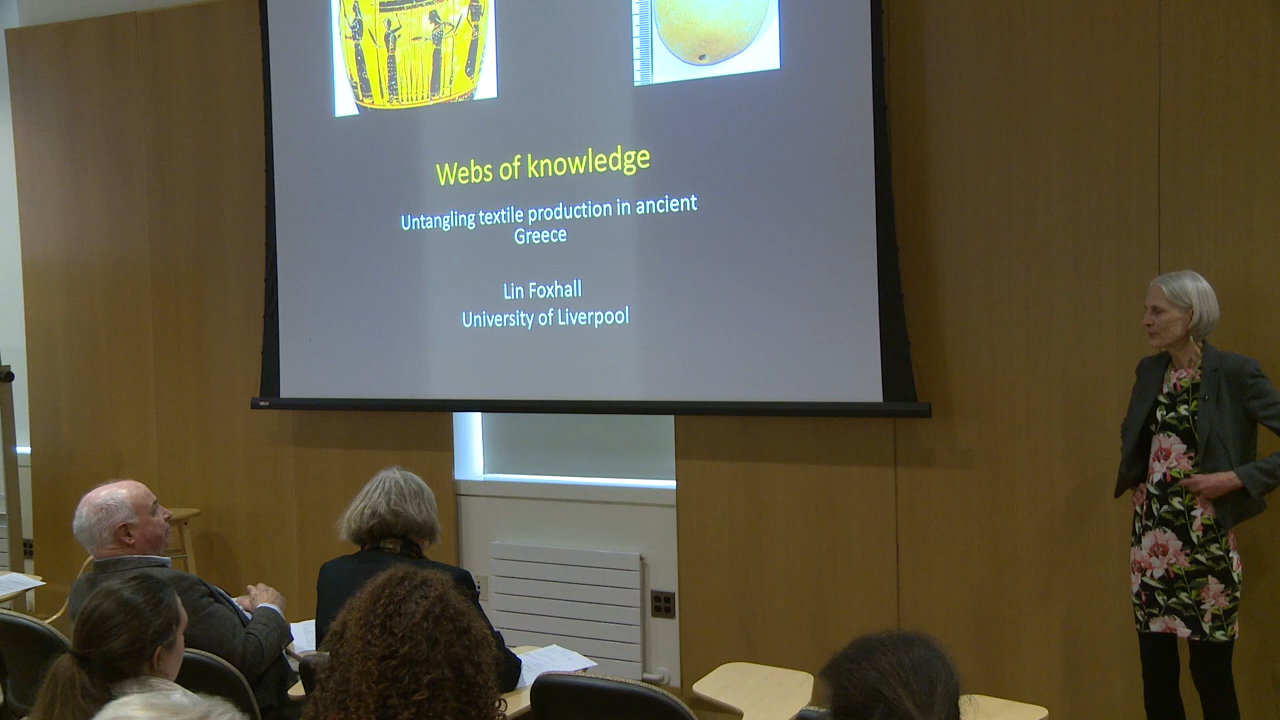 Webs of knowledge
Untangling textile production in ancient
Greece
Lin Foxhall
University of Liverpool